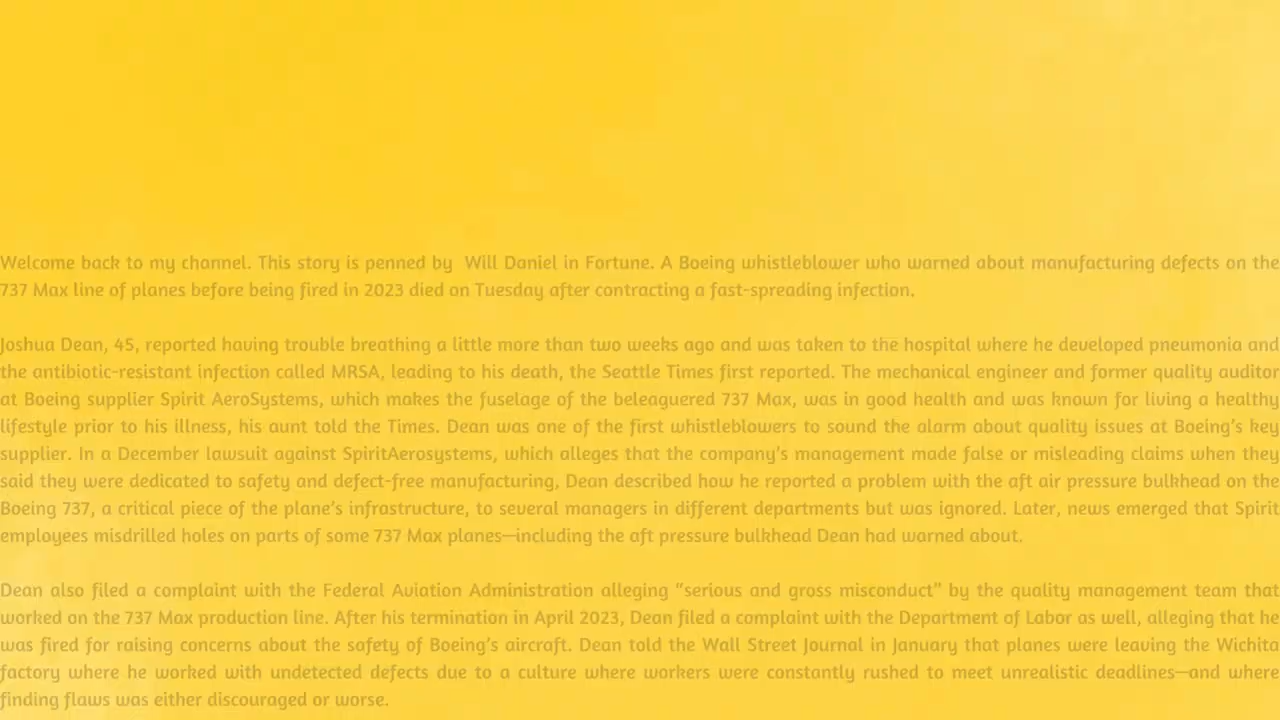 Welcome back to my channel. This story is penned by  Will Daniel in Fortune. A Boeing whistleblower who warned about manufacturing defects on the
737 Max line of planes before being fired in 2023 died on Tuesday after contracting a fast-spreading infection.
Joshua Dean, 45, reported having trouble breathing a little more than two weeks ago and was taken to the hospital where he developed pneumonia and
the antibiotic-resistant infection called MRSA, leading to his death, the Seattle Times first reported. The mechanical engineer and former quality auditor
at Boeing supplier Spirit AeroSystems, which makes the fuselage of the beleaguered 737 Max, was in good health and was known for living a healthy
lifestyle prior to his illness, his aunt told the Times. Dean was one of the first whistleblowers to sound the alarm about quality issues at Boeing’s key
supplier. In a December lawsuit against SpiritAerosystems, which alleges that the company’s management made false or misleading claims when they
said they were dedicated to safety and defect-free manufacturing, Dean described how he reported a problem with the aft air pressure bulkhead on the
Boeing 737, a critical piece of the plane’s infrastructure, to several managers in different departments but was ignored. Later, news emerged that Spirit
employees misdrilled holes on parts of some 737 Max planes—including the aft pressure bulkhead Dean had warned about.
Dean also filed a complaint with the Federal Aviation Administration alleging “serious and gross misconduct” by the quality management team that
worked on the 737 Max production line. After his termination in April 2023, Dean filed a complaint with the Department of Labor as well, alleging that he
was fired for raising concerns about the safety of Boeing’s aircraft. Dean told the Wall Street Journal in January that planes were leaving the Wichita
factory where he worked with undetected defects due to a culture where workers were constantly rushed to meet unrealistic deadlines—and where
finding flaws was either discouraged or worse.